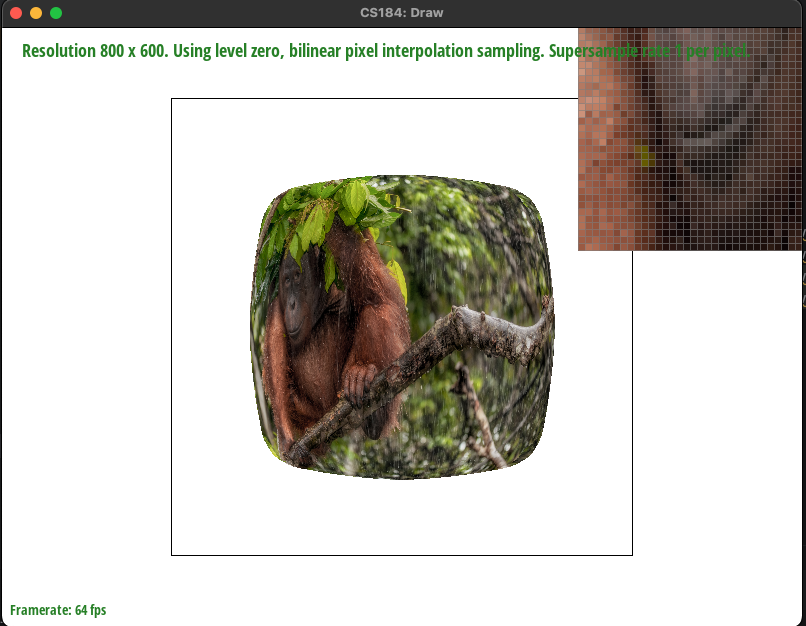 CS184: Draw
Resolution 800 x 600. Using level zero, bilinear pixel interpolation sampling. Supersample rate 1 per pixel.
Framerate: 64 fps